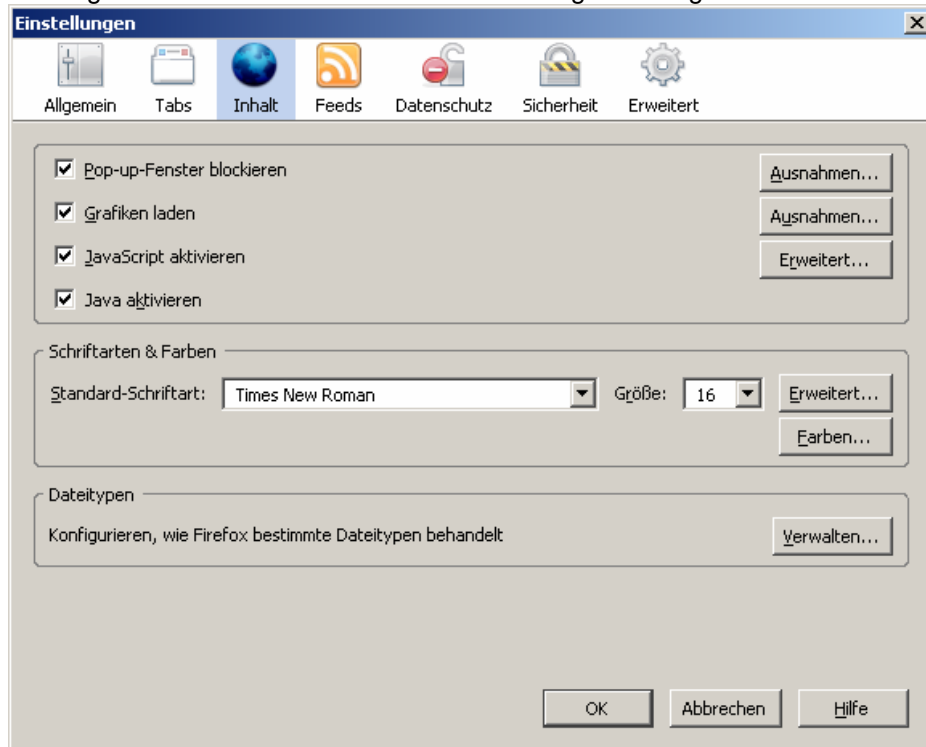 Einstellungen
Allgemein Tabs Inhalt Feeds Datenschutz Sicherheit Erweitert
Pop-up-Fenster blockieren Ausnahmen...
Grafiken laden Ausnahmen...
JavaScript aktivieren Erweitert...
Java aktivieren
Schriftarten & Farben
Standard-Schriftart: Times New Roman Größe: 16 Erweitert...
Farben...
Dateitypen
Konfigurieren, wie Firefox bestimmte Dateitypen behandelt Verwalten...
OK Abbrechen Hilfe